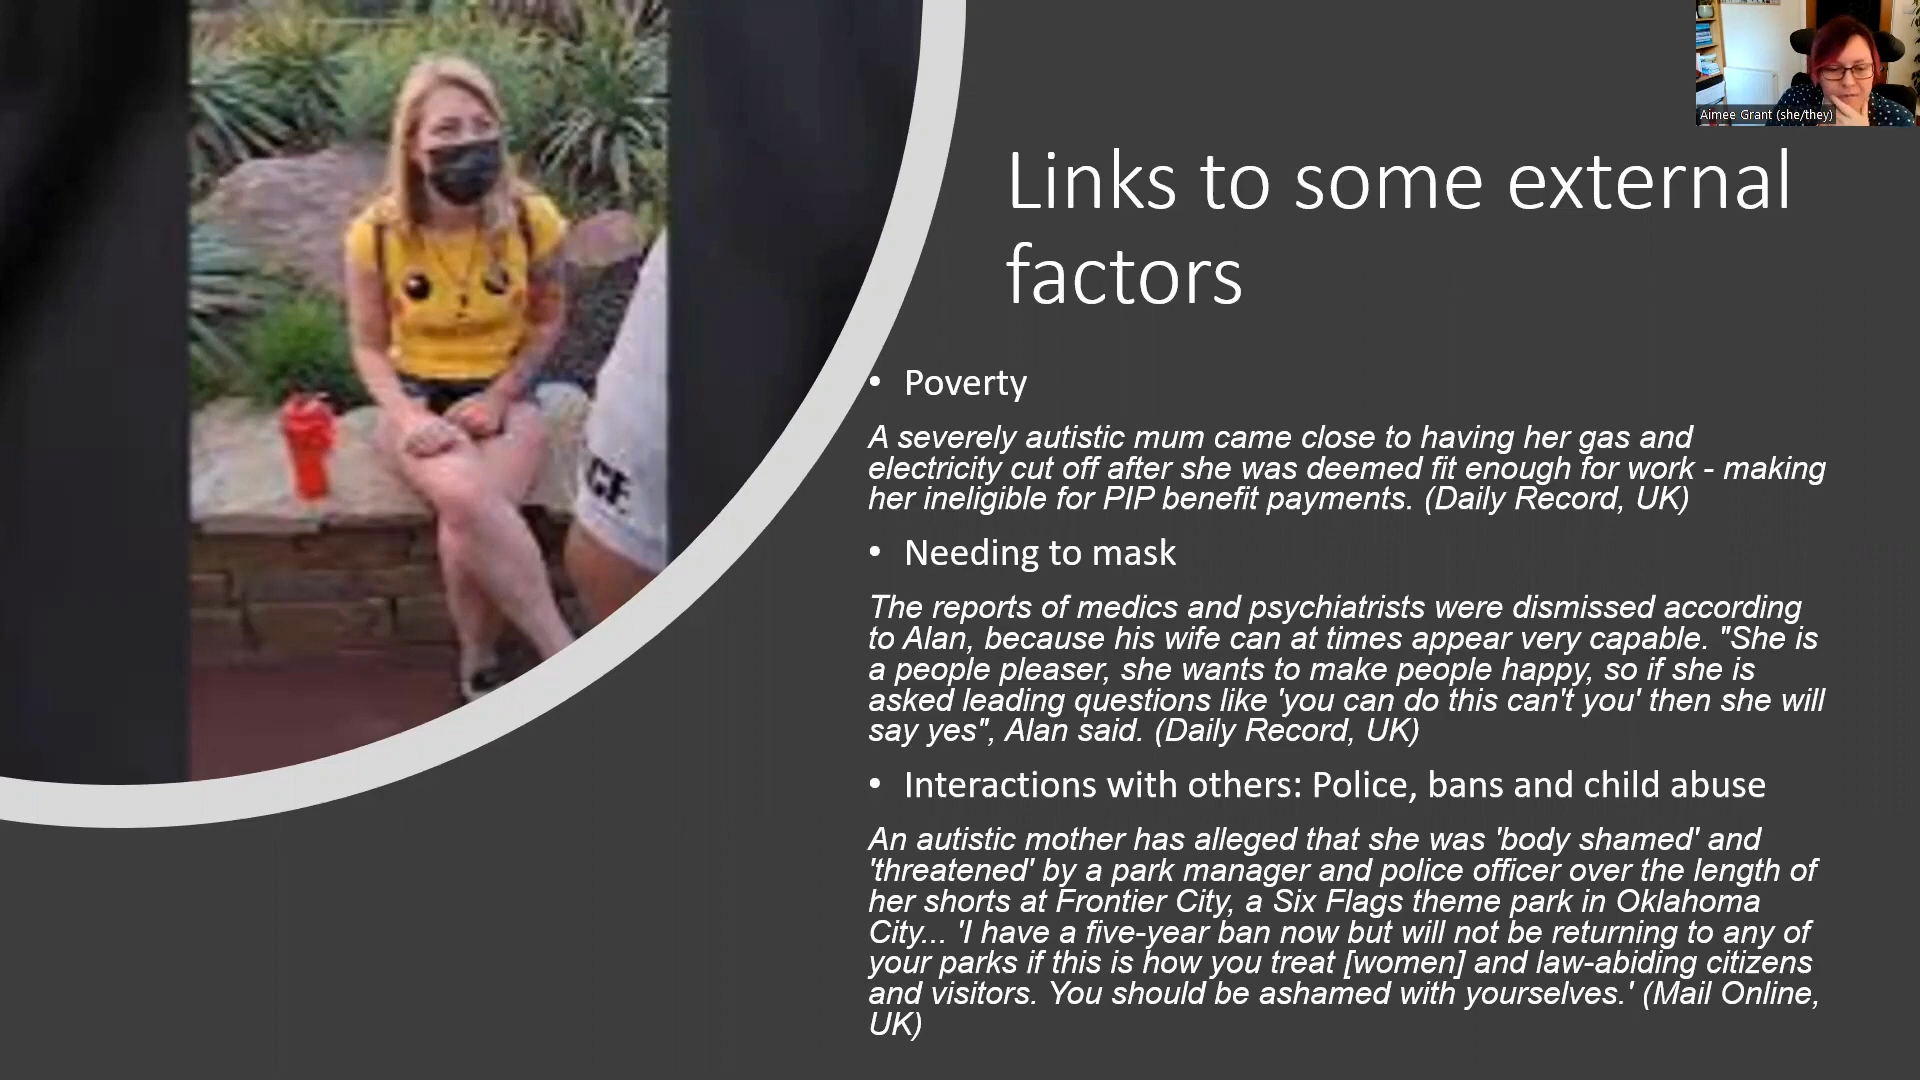 Aimee Grant (she/they)
Links to some external
factors
• Poverty
A severely autistic mum came close to having her gas and
electricity cut off after she was deemed fit enough for work - making
her ineligible for PIP benefit payments. (Daily Record, UK)
• Needing to mask
The reports of medics and psychiatrists were dismissed according
to Alan, because his wife can at times appear very capable. "She is
a people pleaser, she wants to make people happy, so if she is
asked leading questions like 'you can do this can't you' then she will
say yes", Alan said. (Daily Record, UK)
• Interactions with others: Police, bans and child abuse
An autistic mother has alleged that she was 'body shamed' and
'threatened' by a park manager and police officer over the length of
her shorts at Frontier City, a Six Flags theme park in Oklahoma
City... 'I have a five-year ban now but will not be returning to any of
your parks if this is how you treat [women] and law-abiding citizens
and visitors. You should be ashamed with yourselves.' (Mail Online,
UK)